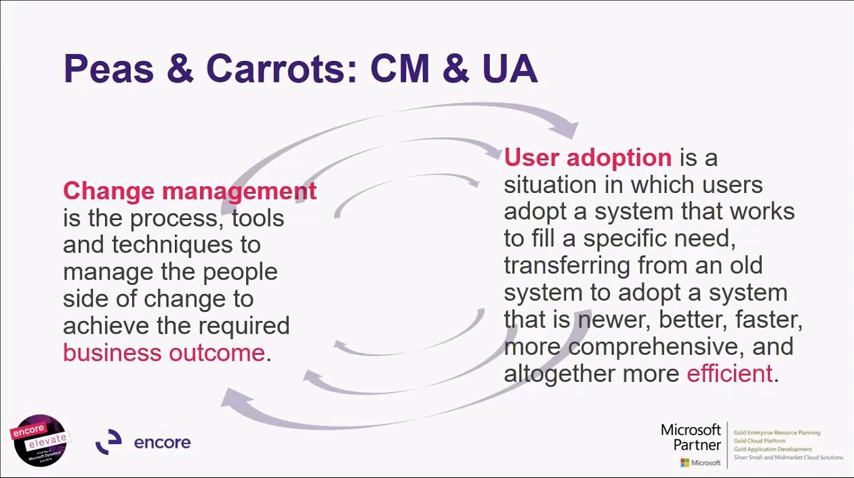 Peas & Carrots: CM & UA
Change management
is the process, tools
and techniques to
manage the people
side of change to
achieve the required
business outcome.
User adoption is a
situation in which users
adopt a system that works
to fill a specific need,
transferring from an old
system to adopt a system
that is newer, better, faster,
more comprehensive, and
altogether more efficient.
encore
elevate
encore
Microsoft
Partner
Microsoft
Gold Enterprise Resource Planning
Gold Cloud Platform
Gold Application Development
Silver Small and Midmarket Cloud Solutions